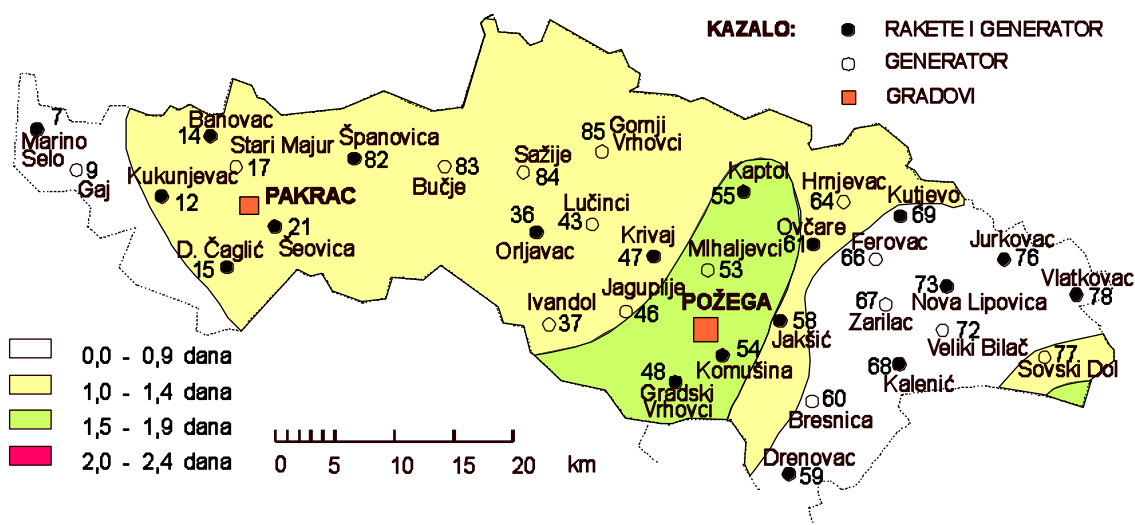 KAZALO:
RAKETE I GENERATOR
GENERATOR
GRADOVI
7
Marino
Selo
9
Gaj
Banovac
14
Stari Majur
17
Španovica
82
83
Bučje
Sažije
84
85
Gornji
Vrhovci
Kukunjevac
12
PAKRAC
21
Šeovica
D. Čaglić
15
36
Orljavac
Lučinci
43
Krivaj
47
Kaptol
55
Mlhaljevci
53
Hrnjevac
64
Kutjevo
69
Ovčare
61
Ferovac
66
Jurkovac
76
Vlatkovac
78
73
Nova Lipovica
67
Zarilac
72
Veliki Bilač
77
Sovski Dol
68
Kalenić
Ivandol
37
Jaguplije
46
POŽEGA
58
Jakšić
54
Komušina
48
Gradski
Vrhovci
60
Bresnica
Drenovac
59
0,0 - 0,9 dana
1,0 - 1,4 dana
1,5 - 1,9 dana
2,0 - 2,4 dana
0 5 10 15 20 km